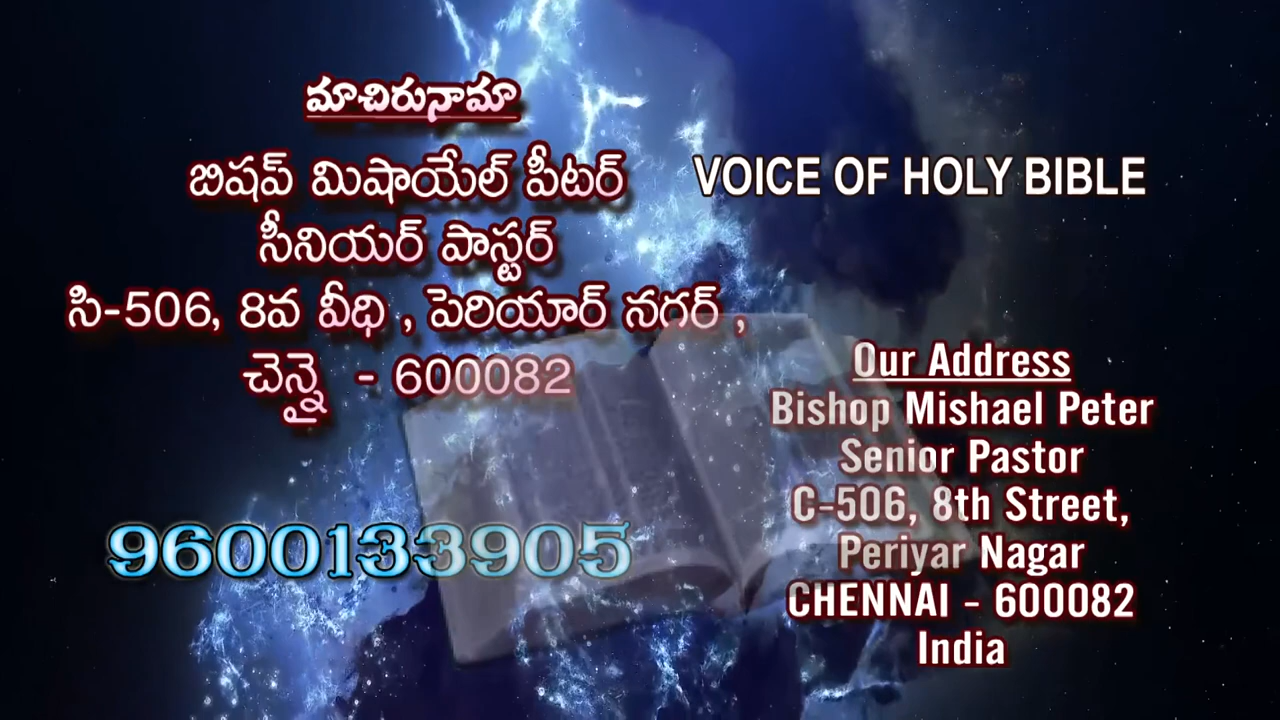 మాచిరునామా
బిషప్ మిషాయేల్ పీటర్
సీనియర్ పాస్టర్
సి-506, 8వ వీధి , పెరియార్ నగర్ ,
చెన్నై - 600082
9600133905
VOICE OF HOLY BIBLE
Our Address
Bishop Mishael Peter
Senior Pastor
C-506, 8th Street,
Periyar Nagar
CHENNAI - 600082
India